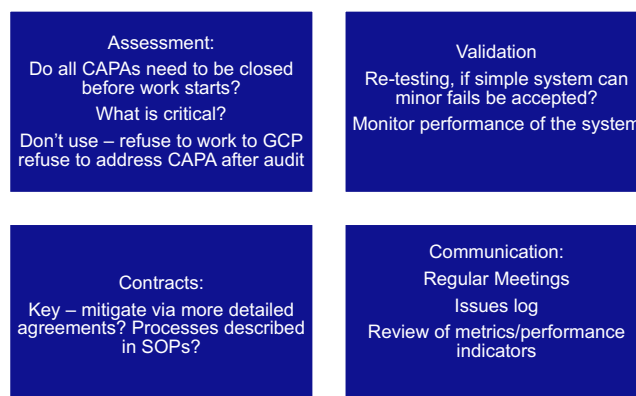 Assessment:
Do all CAPAs need to be closed
before work starts?
What is critical?
Don’t use – refuse to work to GCP
refuse to address CAPA after audit
Validation
Re-testing, if simple system can
minor fails be accepted?
Monitor performance of the system
Contracts:
Key – mitigate via more detailed
agreements? Processes described
in SOPs?
Communication:
Regular Meetings
Issues log
Review of metrics/performance
indicators